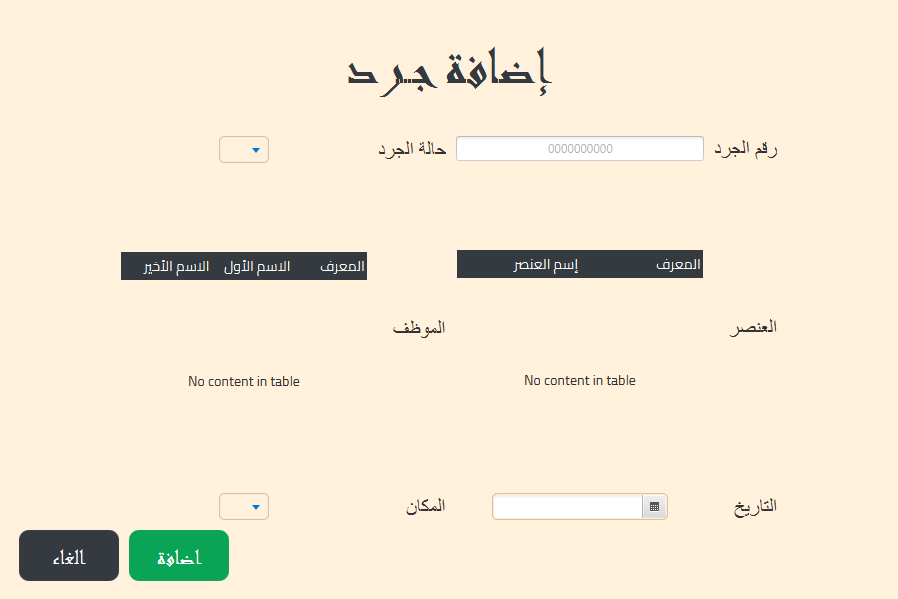 إضافة جرد
رقم الجرد 0000000000 حالة الجرد
المعرف إسم العنصر
المعرف الاسم الأول الاسم الأخير
العنصر
الموظف
No content in table
No content in table
التاريخ
المكان
اضافة
الغاء